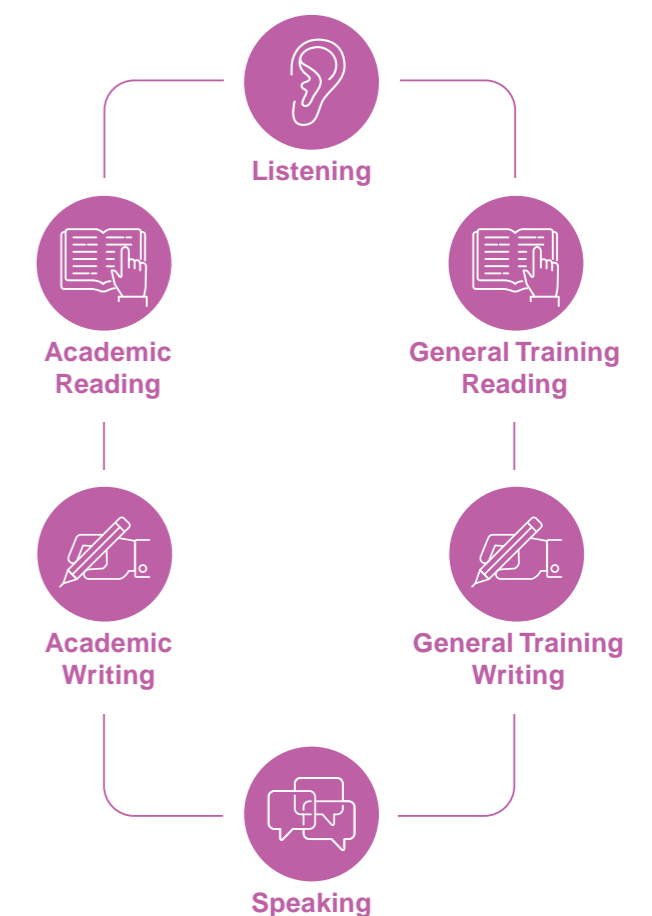 Listening
Academic
Reading
General Training
Reading
Academic
Writing
General Training
Writing
Speaking